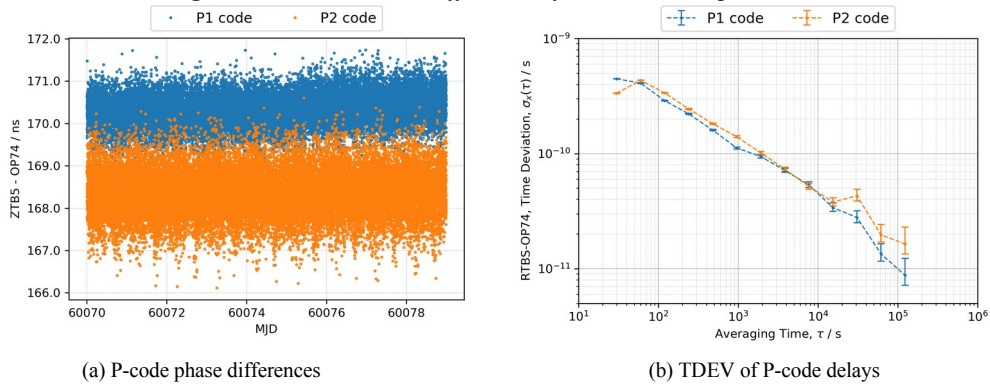 P1 code P2 code
172.0
171.0
170.0
169.0
168.0
167.0
166.0
ZTB5 - OP74 / ns
60070 60072 60074 60076 60078
MJD
(a) P-code phase differences
P1 code P2 code
10⁻⁹
10⁻¹⁰
10⁻¹¹
RTBS-OP74, Time Deviation, σₓ(τ) / s
10¹ 10² 10³ 10⁴ 10⁵ 10⁶
Averaging Time, τ / s
(b) TDEV of P-code delays